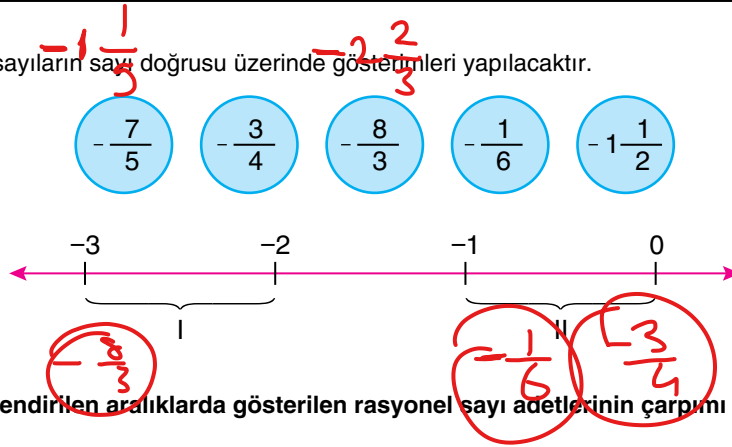 -1 1/5 -2 2/3
sayıların sayı doğrusu üzerinde gösterimleri yapılacaktır.
-7/5 -3/4 -8/3 -1/6 -1 1/2
–3 –2 –1 0
I II
-8/3 -1/6 -3/4
endirilen aralıklarda gösterilen rasyonel sayı adetlerinin çarpımı